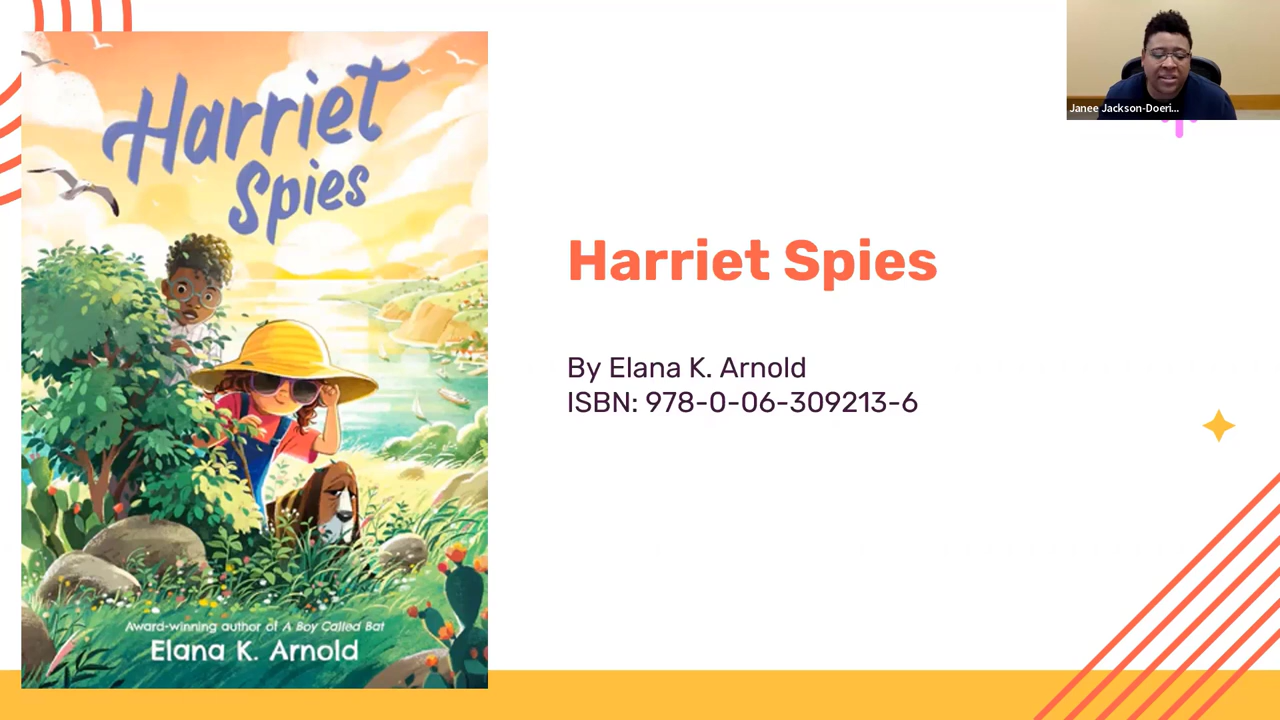 Harriet
Spies
Award-winning author of A Boy Called Bat
Elana K. Arnold
Harriet Spies
By Elana K. Arnold
ISBN: 978-0-06-309213-6
Janee Jackson-Doeri...